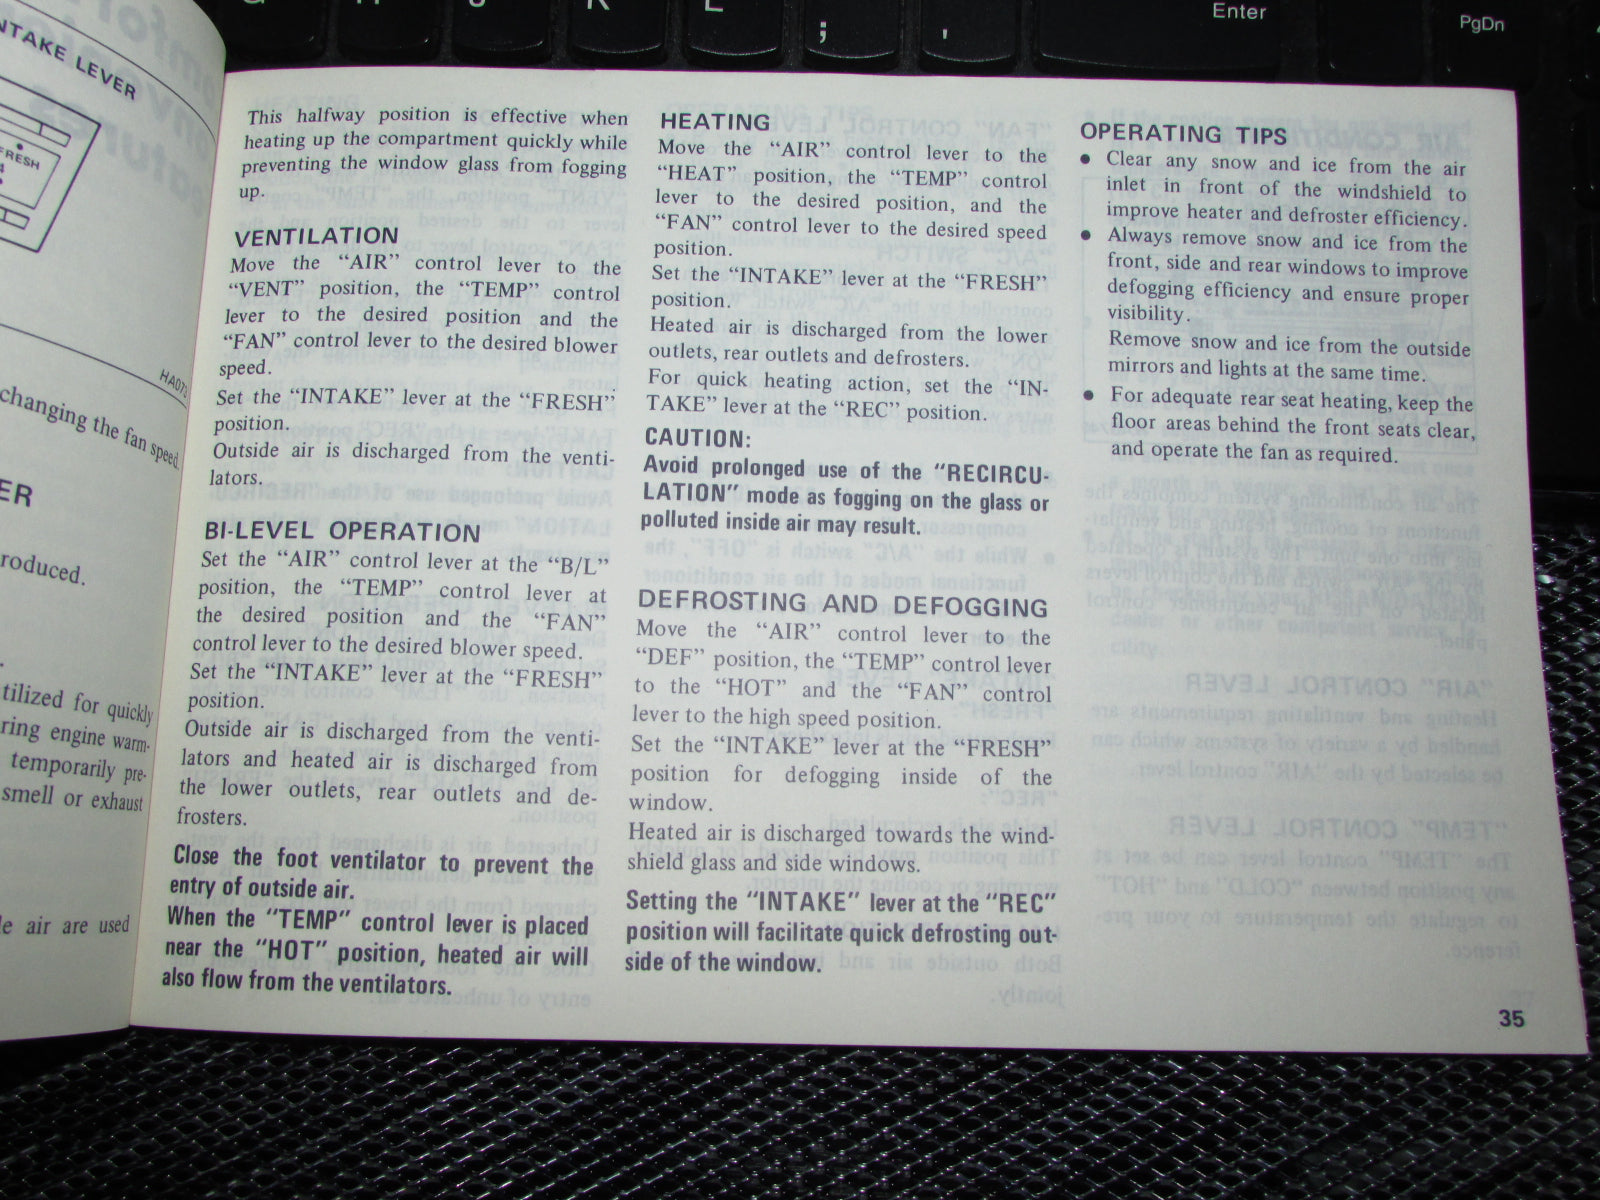 Enter
PgDn
K
L
;
'
NTAKE LEVER
FRESH
HA070
changing the fan speed.
ER
roduced.
tilized for quickly
ring engine warm-
temporarily pre-
smell or exhaust
le air are used
This halfway position is effective when
heating up the compartment quickly while
preventing the window glass from fogging
up.
VENTILATION
Move the “AIR” control lever to the
“VENT” position, the “TEMP” control
lever to the desired position and the
“FAN” control lever to the desired blower
speed.
Set the “INTAKE” lever at the “FRESH”
position.
Outside air is discharged from the venti-
lators.
BI-LEVEL OPERATION
Set the “AIR” control lever at the “B/L”
position, the “TEMP” control lever at
the desired position and the “FAN”
control lever to the desired blower speed.
Set the “INTAKE” lever at the “FRESH”
position.
Outside air is discharged from the venti-
lators and heated air is discharged from
the lower outlets, rear outlets and de-
frosters.
Close the foot ventilator to prevent the
entry of outside air.
When the “TEMP” control lever is placed
near the “HOT” position, heated air will
also flow from the ventilators.
HEATING
Move the “AIR” control lever to the
“HEAT” position, the “TEMP” control
lever to the desired position, and the
“FAN” control lever to the desired speed
position.
Set the “INTAKE” lever at the “FRESH”
position.
Heated air is discharged from the lower
outlets, rear outlets and defrosters.
For quick heating action, set the “IN-
TAKE” lever at the “REC” position.
CAUTION:
Avoid prolonged use of the “RECIRCU-
LATION” mode as fogging on the glass or
polluted inside air may result.
DEFROSTING AND DEFOGGING
Move the “AIR” control lever to the
“DEF” position, the “TEMP” control lever
to the “HOT” and the “FAN” control
lever to the high speed position.
Set the “INTAKE” lever at the “FRESH”
position for defogging inside of the
window.
Heated air is discharged towards the wind-
shield glass and side windows.
Setting the “INTAKE” lever at the “REC”
position will facilitate quick defrosting out-
side of the window.
OPERATING TIPS
● Clear any snow and ice from the air
inlet in front of the windshield to
improve heater and defroster efficiency.
● Always remove snow and ice from the
front, side and rear windows to improve
defogging efficiency and ensure proper
visibility.
Remove snow and ice from the outside
mirrors and lights at the same time.
● For adequate rear seat heating, keep the
floor areas behind the front seats clear,
and operate the fan as required.
35